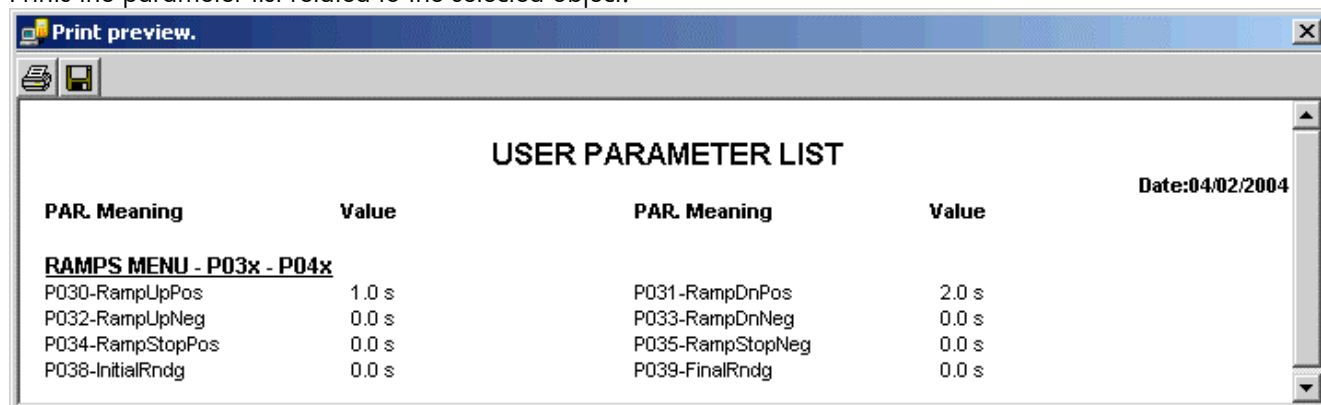 Prints the parameter list related to the selected object.
Print preview.
USER PARAMETER LIST
Date:04/02/2004
PAR. Meaning Value PAR. Meaning Value
RAMPS MENU - P03x - P04x
P030-RampUpPos 1.0 s P031-RampDnPos 2.0 s
P032-RampUpNeg 0.0 s P033-RampDnNeg 0.0 s
P034-RampStopPos 0.0 s P035-RampStopNeg 0.0 s
P038-InitialRndg 0.0 s P039-FinalRndg 0.0 s